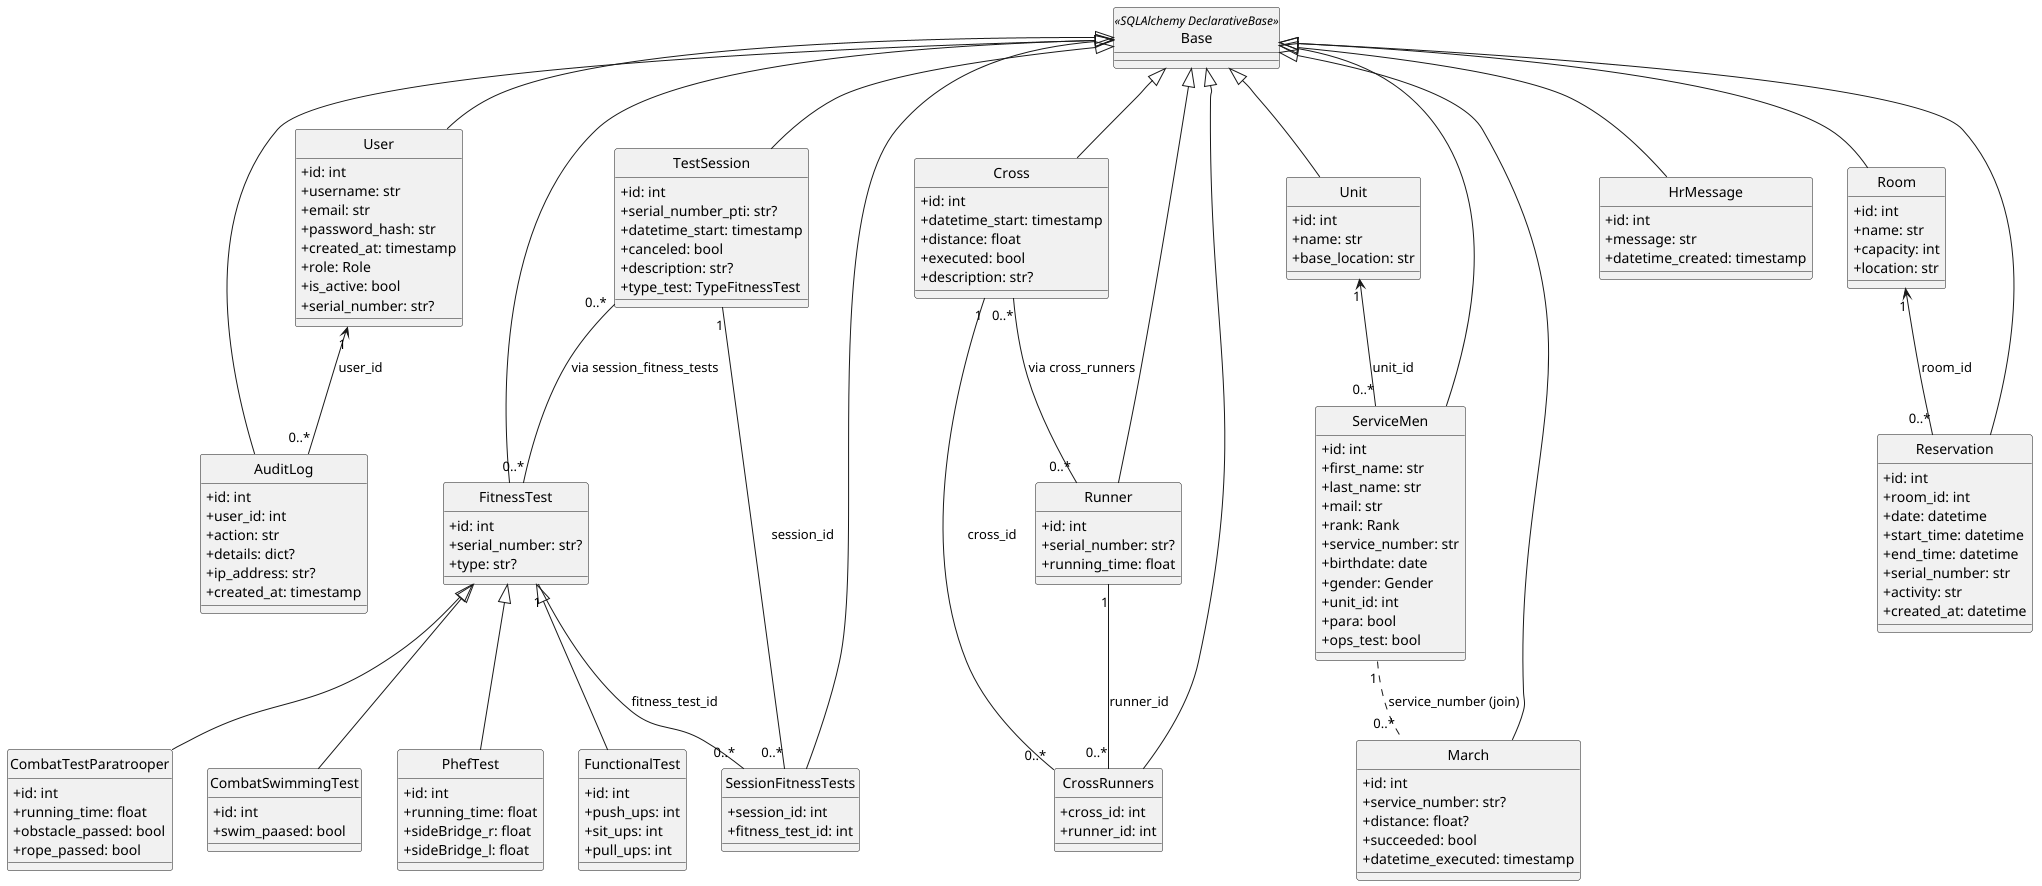 «SQLAlchemy DeclarativeBase»
Base
User
+id: int
+username: str
+email: str
+password_hash: str
+created_at: timestamp
+role: Role
+is_active: bool
+serial_number: str?
TestSession
+id: int
+serial_number_pti: str?
+datetime_start: timestamp
+canceled: bool
+description: str?
+type_test: TypeFitnessTest
Cross
+id: int
+datetime_start: timestamp
+distance: float
+executed: bool
+description: str?
Unit
+id: int
+name: str
+base_location: str
HrMessage
+id: int
+message: str
+datetime_created: timestamp
Room
+id: int
+name: str
+capacity: int
+location: str
1
user_id
0..*
0..*
via session_fitness_tests
0..*
1
session_id
0..*
1
cross_id
0..*
0..*
via cross_runners
0..*
1
unit_id
0..*
1
room_id
0..*
AuditLog
+id: int
+user_id: int
+action: str
+details: dict?
+ip_address: str?
+created_at: timestamp
FitnessTest
+id: int
+serial_number: str?
+type: str?
Runner
+id: int
+serial_number: str?
+running_time: float
ServiceMen
+id: int
+first_name: str
+last_name: str
+mail: str
+rank: Rank
+service_number: str
+birthdate: date
+gender: Gender
+unit_id: int
+para: bool
+ops_test: bool
Reservation
+id: int
+room_id: int
+date: datetime
+start_time: datetime
+end_time: datetime
+serial_number: str
+activity: str
+created_at: datetime
1
fitness_test_id
0..*
1
runner_id
0..*
1
service_number (join)
0..*
CombatTestParatrooper
+id: int
+running_time: float
+obstacle_passed: bool
+rope_passed: bool
CombatSwimmingTest
+id: int
+swim_paased: bool
PhefTest
+id: int
+running_time: float
+sideBridge_r: float
+sideBridge_l: float
FunctionalTest
+id: int
+push_ups: int
+sit_ups: int
+pull_ups: int
SessionFitnessTests
+session_id: int
+fitness_test_id: int
CrossRunners
+cross_id: int
+runner_id: int
March
+id: int
+service_number: str?
+distance: float?
+succeeded: bool
+datetime_executed: timestamp